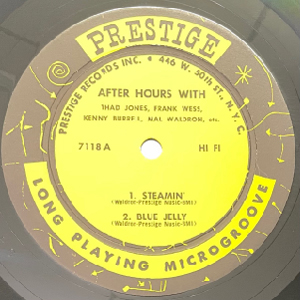 PRESTIGE
PRESTIGE RECORDS INC. • 446 W. 50th ST., N.Y.C.
AFTER HOURS WITH
THAD JONES, FRANK WESS,
KENNY BURRELL, MAL WALDRON, etc.
7118A HI FI
1. STEAMIN'
(Waldron-Prestige Music-BMI)
2. BLUE JELLY
(Waldron-Prestige Music-BMI)
LONG PLAYING MICROGROOVE